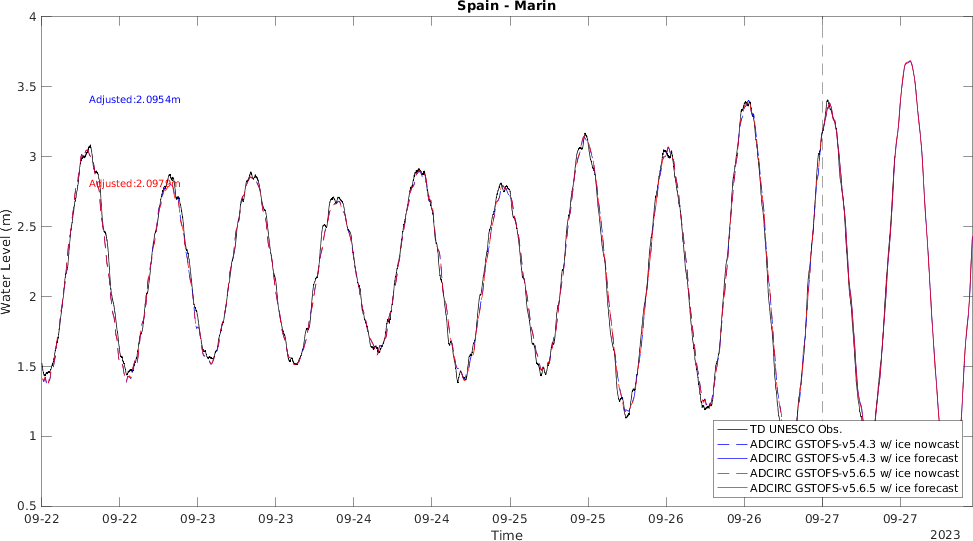 Spain - Marin
4
3.5
3
2.5
2
1.5
1
0.5
Water Level (m)
Adjusted:2.0954m
TD UNESCO Obs.
ADCIRC GSTOFS-v5.4.3 w/ ice nowcast
ADCIRC GSTOFS-v5.4.3 w/ ice forecast
ADCIRC GSTOFS-v5.6.5 w/ ice nowcast
ADCIRC GSTOFS-v5.6.5 w/ ice forecast
09-22 09-22 09-23 09-23 09-24 09-24 09-25 09-25 09-26 09-26 09-27 09-27
Time
2023